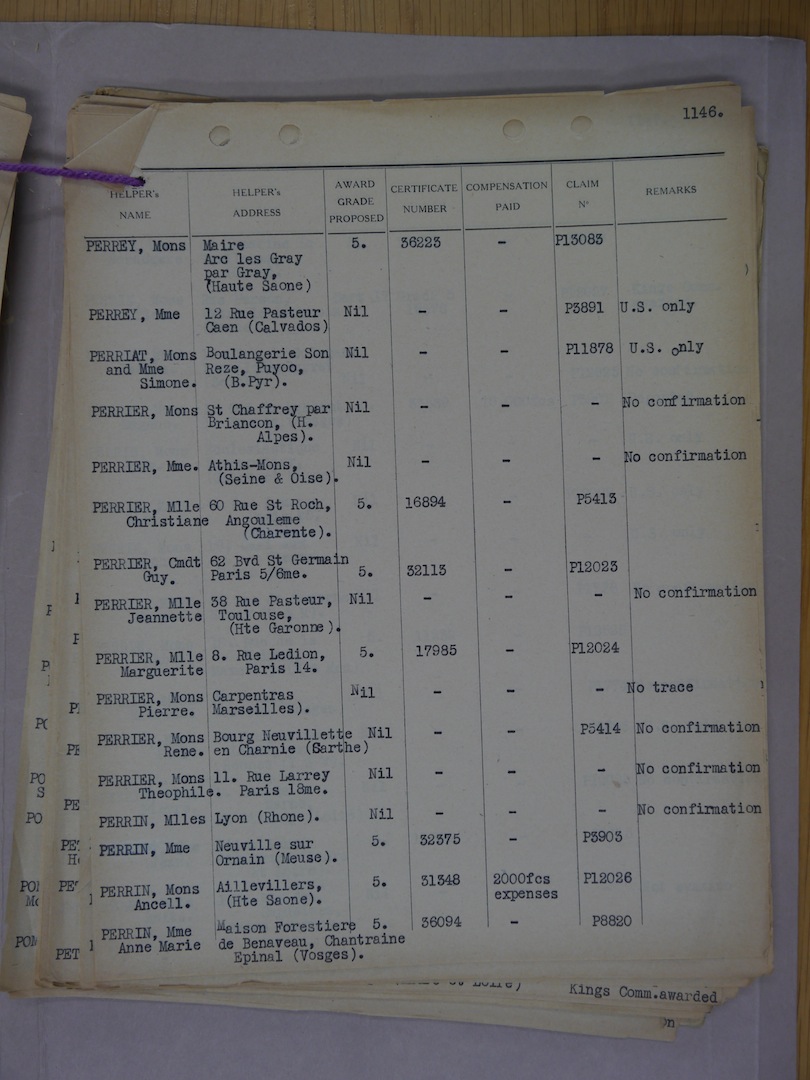 1146.
HELPER's NAME HELPER's ADDRESS AWARD GRADE PROPOSED CERTIFICATE NUMBER COMPENSATION PAID CLAIM Nº REMARKS
PERREY, Mons Maire 5. 36223 - P13083
Arc les Gray
par Gray,
(Haute Saone)
PERREY, Mme 12 Rue Pasteur Nil - - P3891 U.S. only
Caen (Calvados)
PERRIAT, Mons Boulangerie Son Nil - - P11878 U.S. only
and Mme Reze, Puyoo,
Simone. (B.Pyr).
PERRIER, Mons St Chaffrey par Nil - - - No confirmation
Briancon, (H.
Alpes).
PERRIER, Mme. Athis-Mons, Nil - - - No confirmation
(Seine & Oise).
PERRIER, Mlle 60 Rue St Roch, 5. 16894 - P5413
Christiane Angouleme
(Charente).
PERRIER, Cmdt 62 Bvd St Germain
Guy. Paris 5/6me. 5. 32113 - P12023
PERRIER, Mlle 38 Rue Pasteur, Nil - - - No confirmation
Jeannette Toulouse,
(Hte Garonne).
PERRIER, Mlle 8. Rue Ledion, 5. 17985 - P12024
Marguerite Paris 14.
PERRIER, Mons Carpentras Nil - - - No trace
Pierre. Marseilles).
PERRIER, Mons Bourg Neuvillette Nil - - P5414 No confirmation
Rene. en Charnie (Sarthe)
PERRIER, Mons 11. Rue Larrey Nil - - - No confirmation
Theophile. Paris 18me.
PERRIN, Mlles Lyon (Rhone). Nil - - - No confirmation
PERRIN, Mme Neuville sur 5. 32375 - P3903
Ornain (Meuse).
PERRIN, Mons Aillevillers, 5. 31348 2000fcs P12026
Ancell. (Hte Saone). expenses
PERRIN, Mme Maison Forestiere 5. 36094 - P8820
Anne Marie de Benaveau, Chantraine
Epinal (Vosges).
Kings Comm.awarded